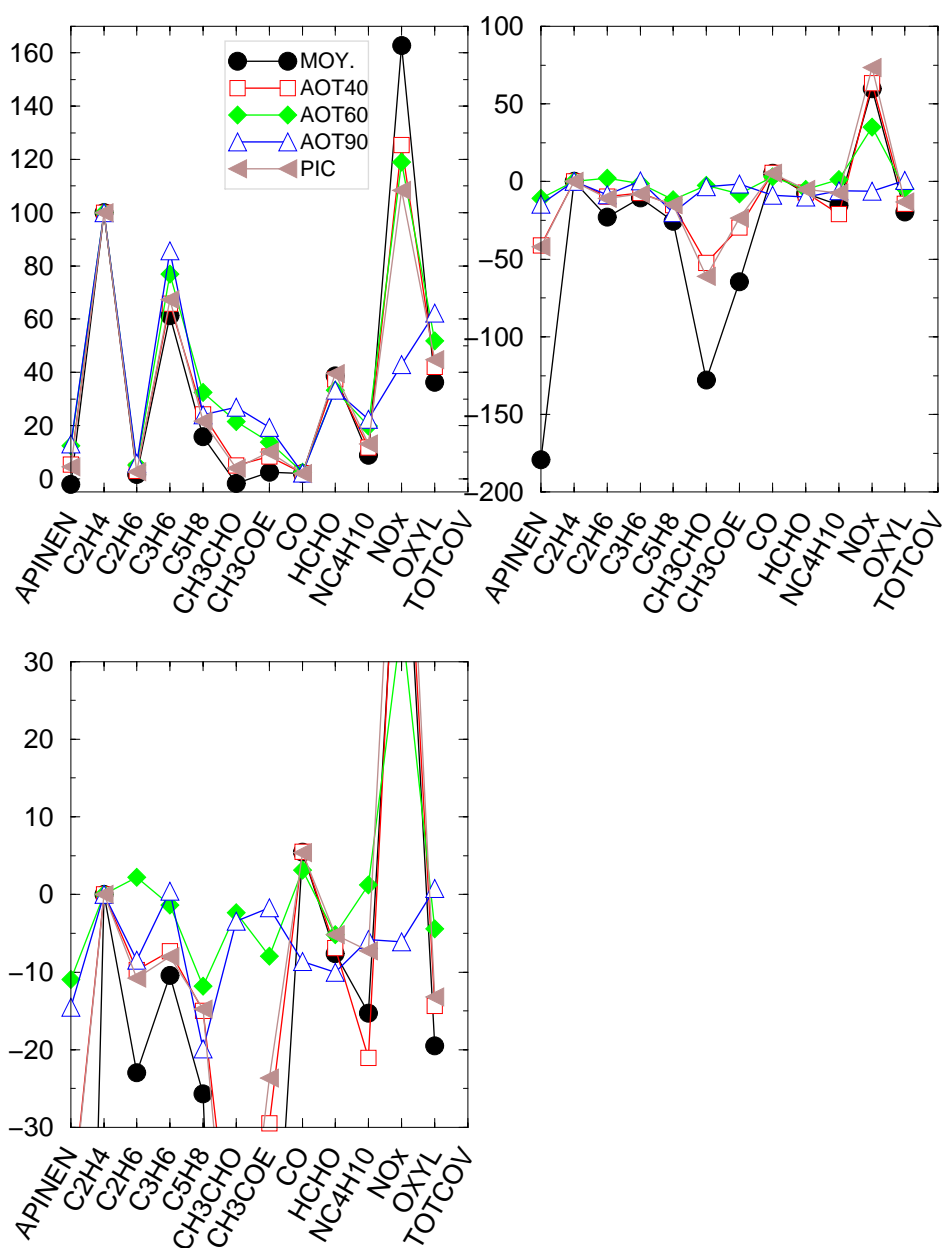 160
140
120
100
80
60
40
20
0
MOY.
AOT40
AOT60
AOT90
PIC
APINEN
C2H4
C2H6
C3H6
C5H8
CH3CHO
CH3COE
CO
HCHO
NC4H10
NOx
OXYL
TOTCOV
100
50
0
−50
−100
−150
−200
APINEN
C2H4
C2H6
C3H6
C5H8
CH3CHO
CH3COE
CO
HCHO
NC4H10
NOx
OXYL
TOTCOV
30
20
10
0
−10
−20
−30
APINEN
C2H4
C2H6
C3H6
C5H8
CH3CHO
CH3COE
CO
HCHO
NC4H10
NOx
OXYL
TOTCOV